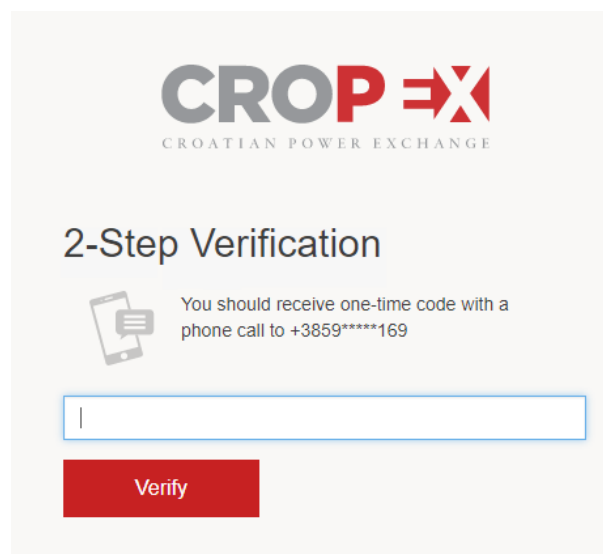 CROPEX
CROATIAN POWER EXCHANGE
2-Step Verification
You should receive one-time code with a
phone call to +3859*****169
Verify